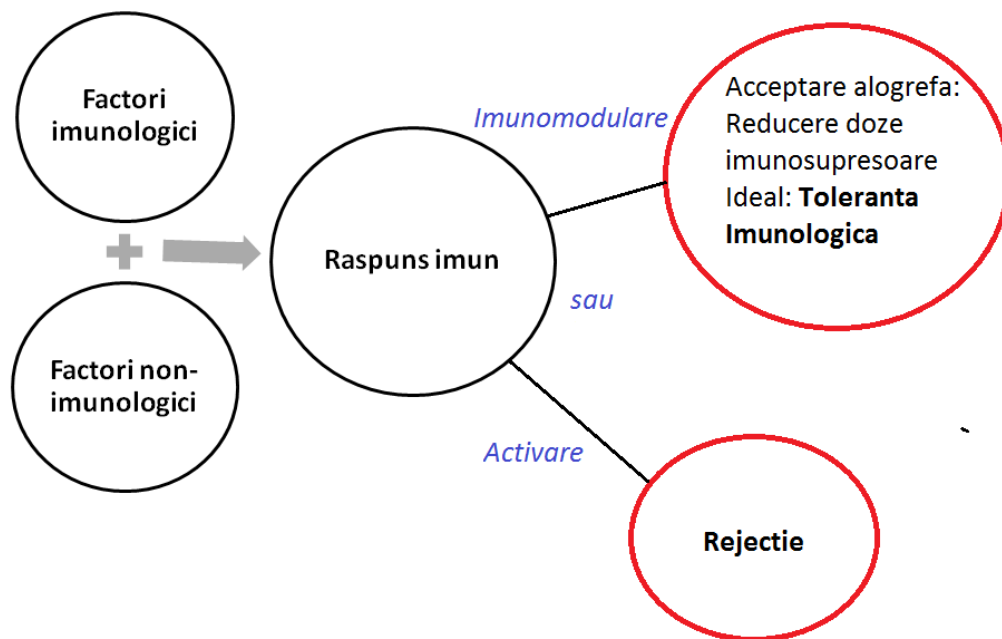 Factori
imunologici
Factori non-
imunologici
Raspuns imun
Imunomodulare
sau
Activare
Acceptare alogrefa:
Reducere doze
imunosupresoare
Ideal: Toleranta
Imunologica
Rejectie